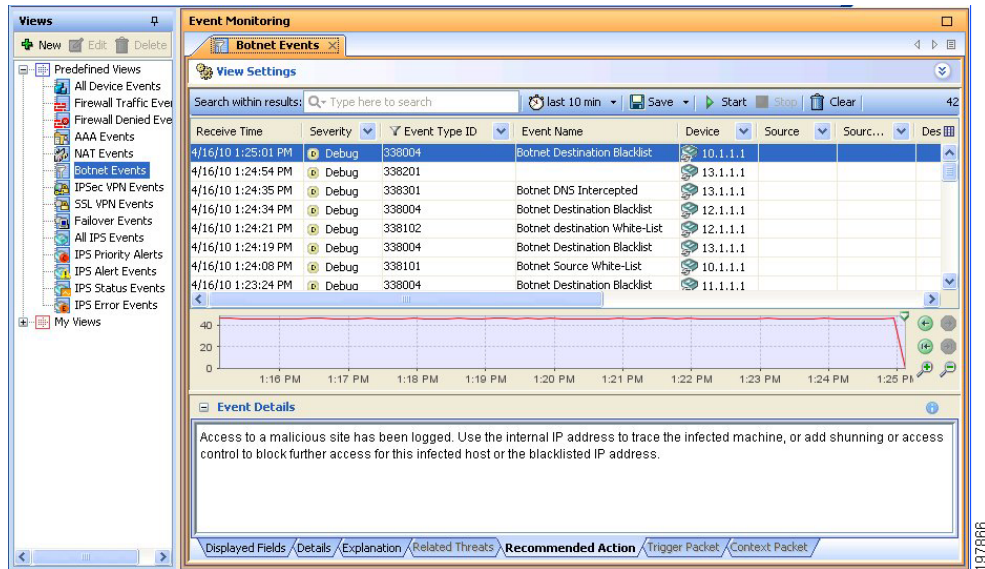 Views
New Edit Delete
Predefined Views
All Device Events
Firewall Traffic Ever
Firewall Denied Eve
AAA Events
NAT Events
Botnet Events
IPSec VPN Events
SSL VPN Events
Failover Events
All IPS Events
IPS Priority Alerts
IPS Alert Events
IPS Status Events
IPS Error Events
My Views
Event Monitoring
Botnet Events
View Settings
Search within results: Type here to search last 10 min Save Start Stop Clear 42
Receive Time Severity Event Type ID Event Name Device Source Sourc... Des
4/16/10 1:25:01 PM Debug 338004 Botnet Destination Blacklist 10.1.1.1
4/16/10 1:24:54 PM Debug 338201 13.1.1.1
4/16/10 1:24:35 PM Debug 338301 Botnet DNS Intercepted 13.1.1.1
4/16/10 1:24:34 PM Debug 338004 Botnet Destination Blacklist 12.1.1.1
4/16/10 1:24:21 PM Debug 338102 Botnet destination White-List 12.1.1.1
4/16/10 1:24:19 PM Debug 338004 Botnet Destination Blacklist 13.1.1.1
4/16/10 1:24:08 PM Debug 338101 Botnet Source White-List 10.1.1.1
4/16/10 1:23:24 PM Debug 338004 Botnet Destination Blacklist 11.1.1.1
40
20
0
1:16 PM 1:17 PM 1:18 PM 1:19 PM 1:20 PM 1:21 PM 1:22 PM 1:23 PM 1:24 PM 1:25 PM
Event Details
Access to a malicious site has been logged. Use the internal IP address to trace the infected machine, or add shunning or access
control to block further access for this infected host or the blacklisted IP address.
Displayed Fields Details Explanation Related Threats Recommended Action Trigger Packet Context Packet
197866